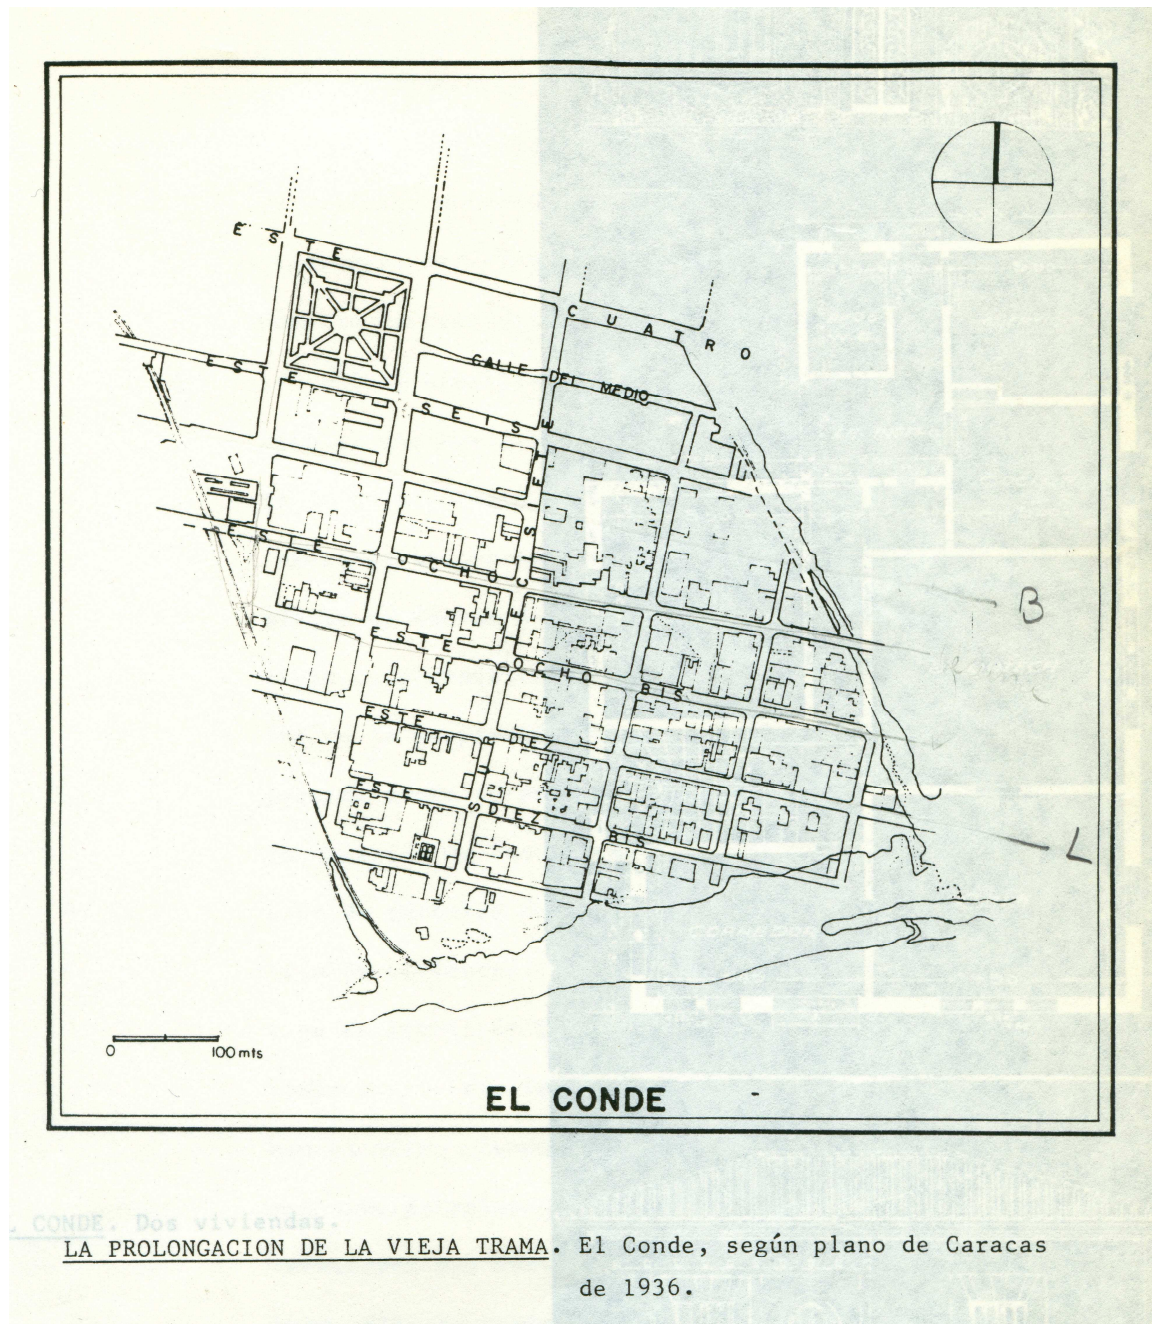 ESTE
CUATRO
CALLE DEL MEDIO
ESTE
SEIS
ESTE
OCHO
ESTE
OCHO
BIS
ESTE
DIEZ
ESTE
DIEZ
BIS
SUR
DIECISIETE
B
L
0
100 mts
EL CONDE
EL CONDE. Dos viviendas.
LA PROLONGACION DE LA VIEJA TRAMA. El Conde, según plano de Caracas
de 1936.